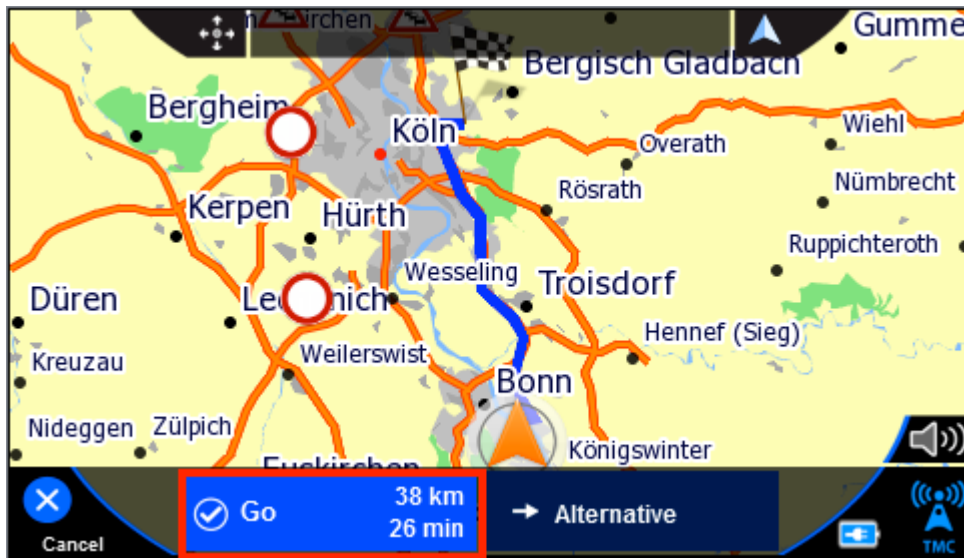 Gumme
Bergisch Gladbach
Bergheim
Köln
Wiehl
Overath
Nümbrecht
Rösrath
Kerpen
Hürth
Ruppichteroth
Wesseling
Troisdorf
Düren
Hennef (Sieg)
Kreuzau
Weilerswist
Bonn
Nideggen
Zülpich
Königswinter
Euskirchen
Go
38 km
26 min
Alternative
Cancel
TMC